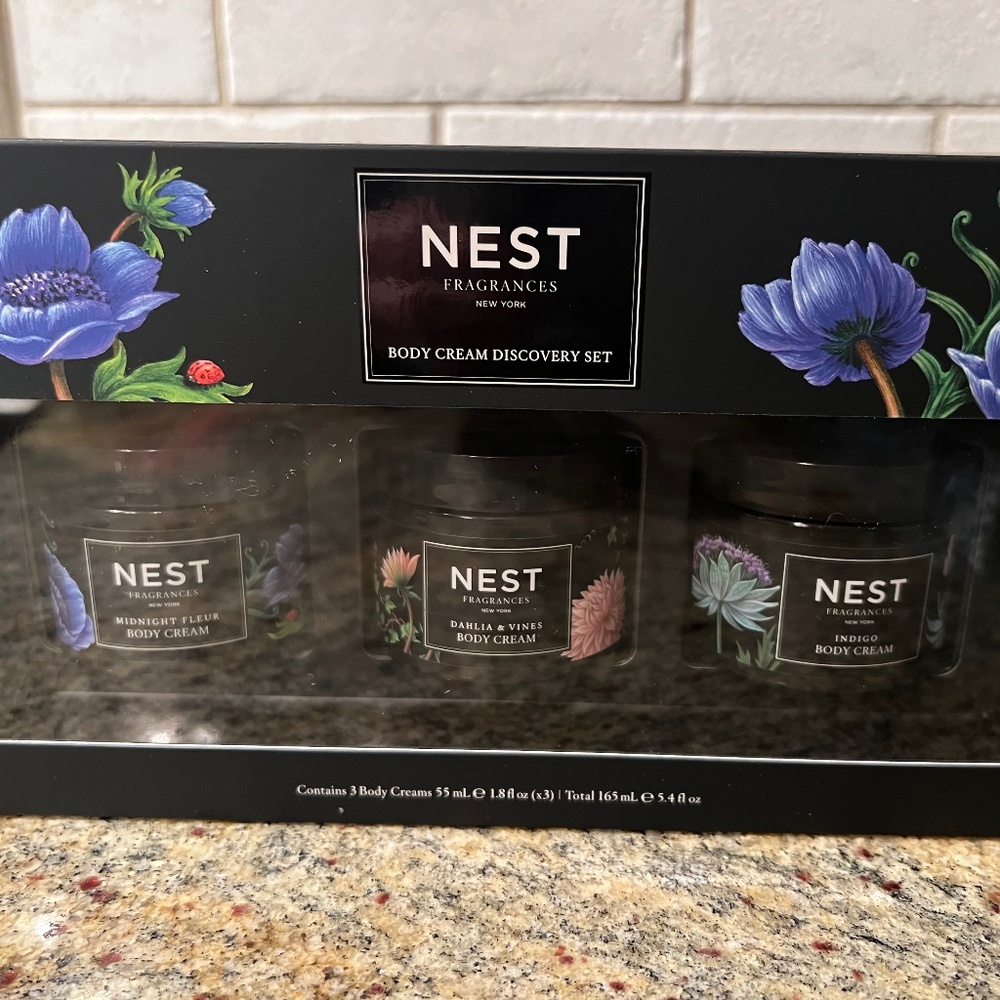 NEST
FRAGRANCES
NEW YORK
BODY CREAM DISCOVERY SET
NEST
FRAGRANCES
NEW YORK
MIDNIGHT FLEUR
BODY CREAM
NEST
FRAGRANCES
NEW YORK
DAHLIA & VINES
BODY CREAM
NEST
FRAGRANCES
NEW YORK
INDIGO
BODY CREAM
Contains 3 Body Creams 55 mL ℮ 1.8 fl oz (x3) | Total 165 mL ℮ 5.4 fl oz